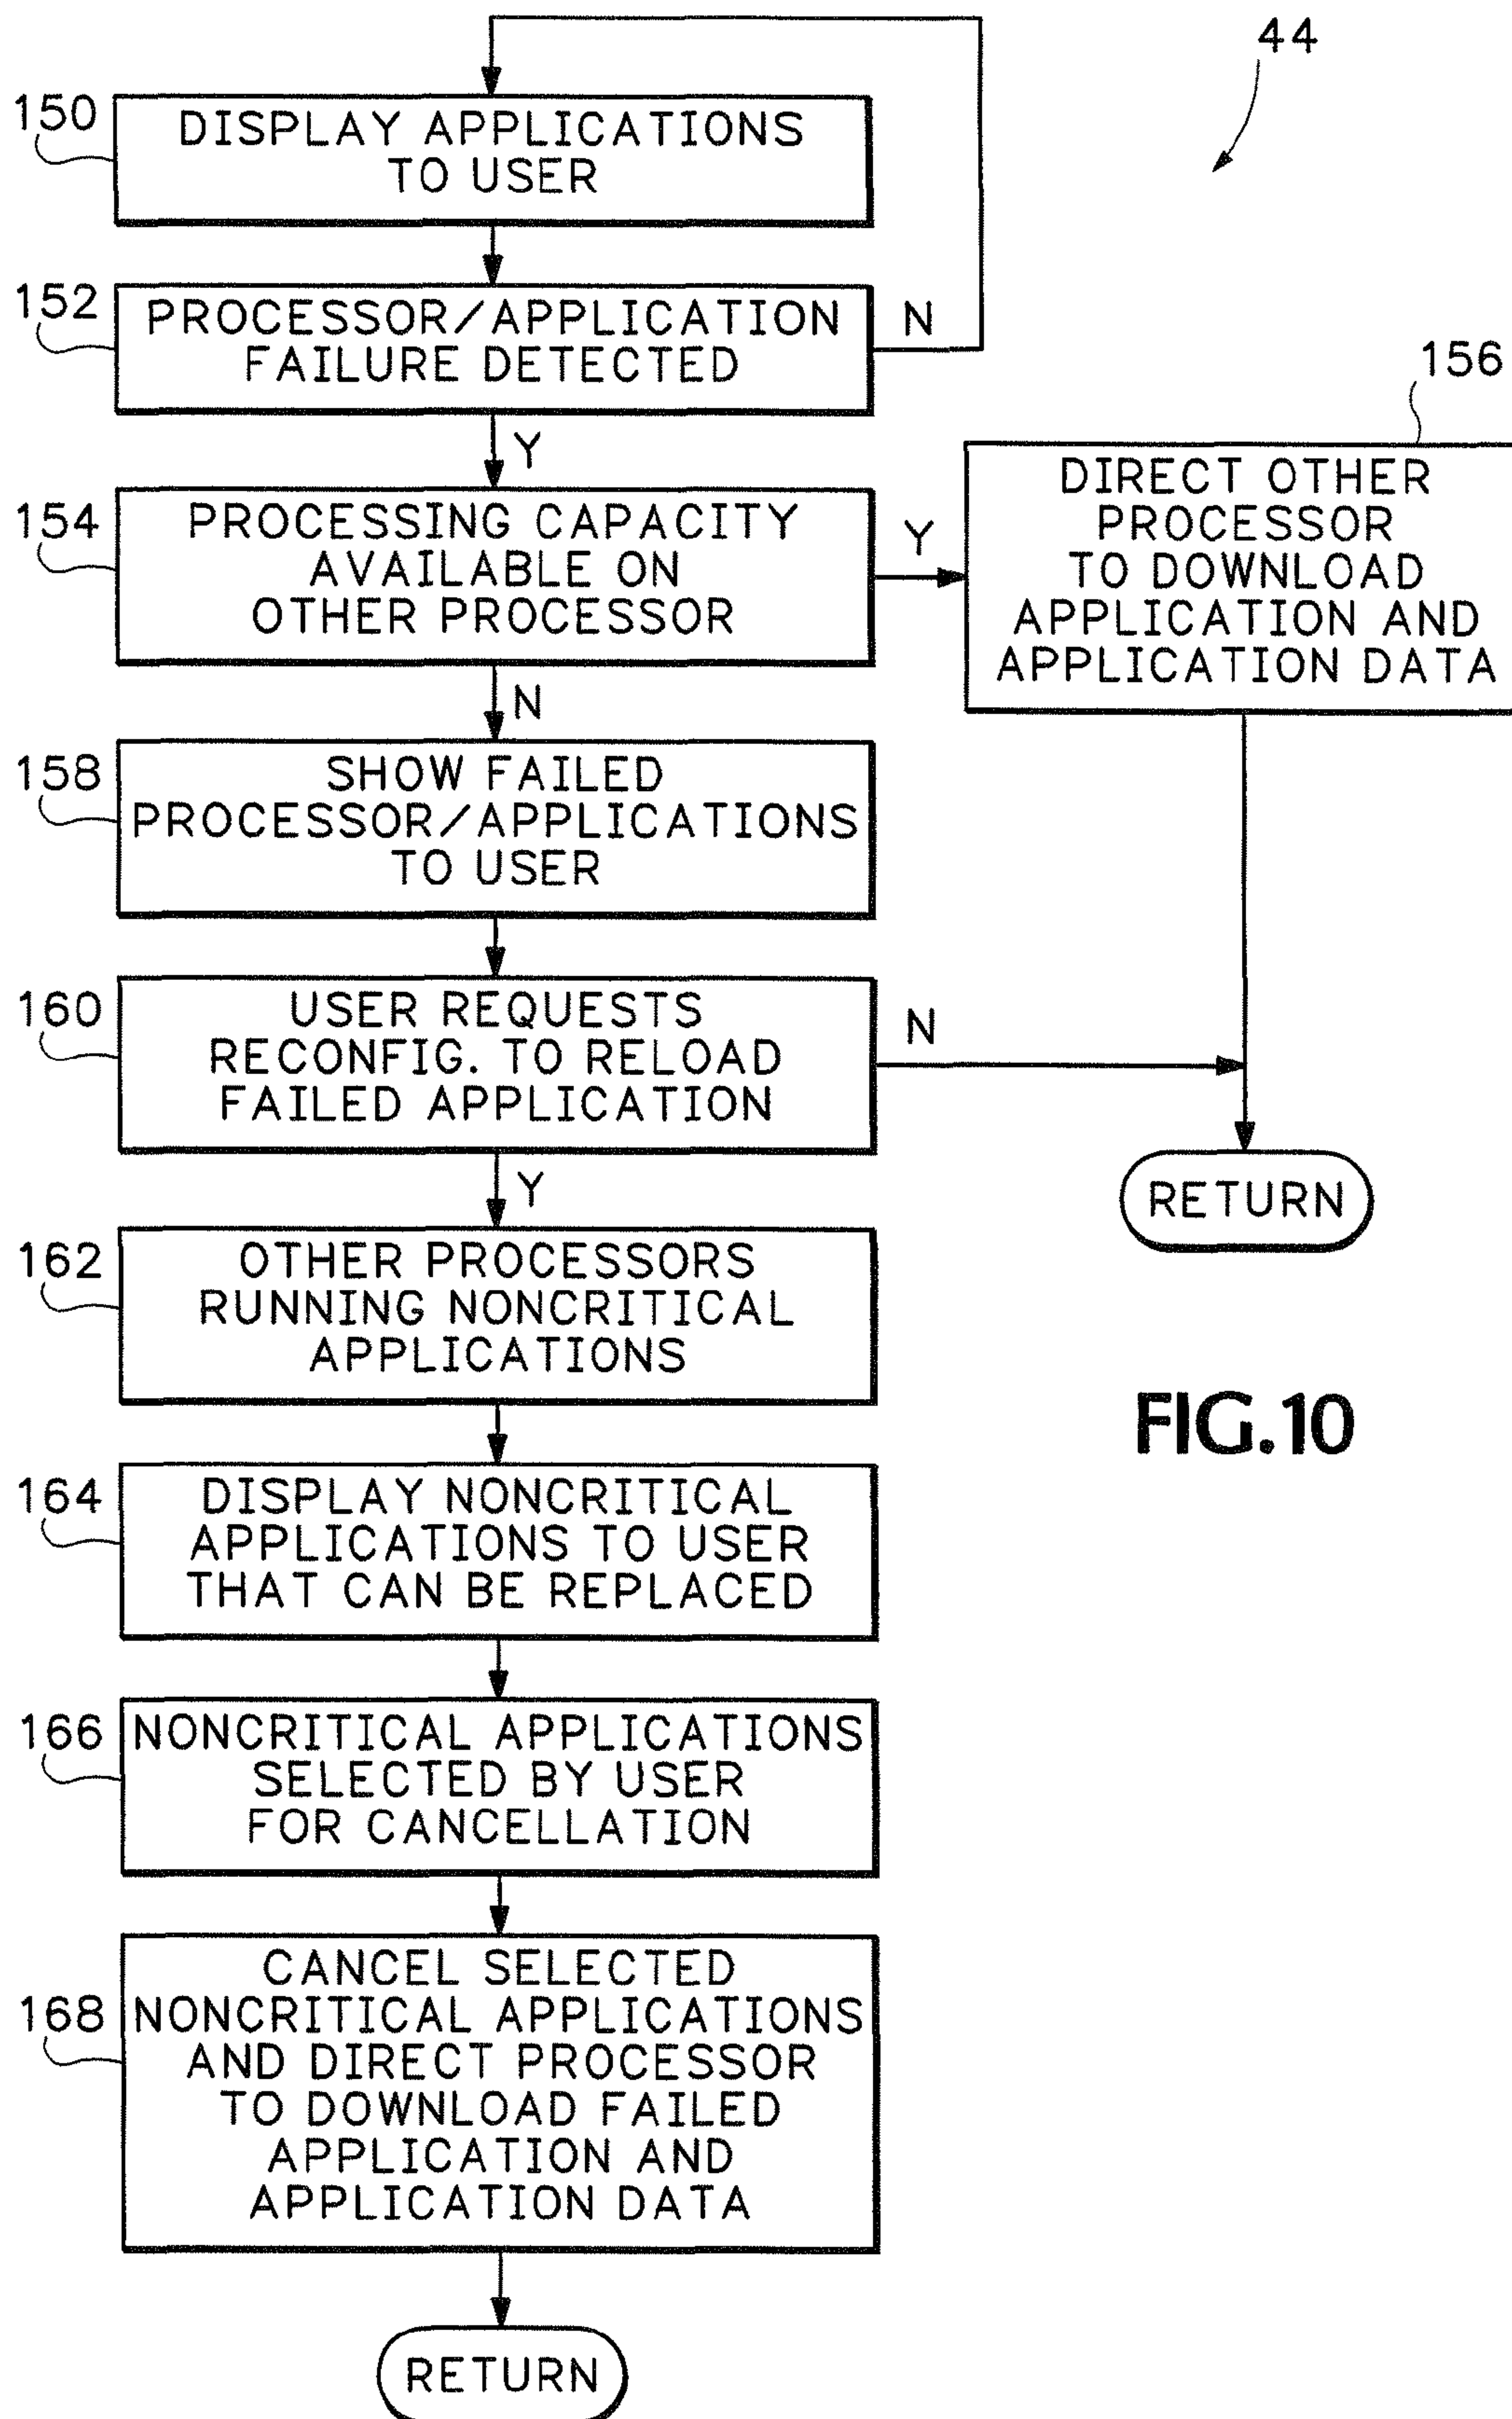 44
150
DISPLAY APPLICATIONS
TO USER
152
PROCESSOR/APPLICATION
FAILURE DETECTED
N
Y
154
PROCESSING CAPACITY
AVAILABLE ON
OTHER PROCESSOR
Y
156
DIRECT OTHER
PROCESSOR
TO DOWNLOAD
APPLICATION AND
APPLICATION DATA
N
158
SHOW FAILED
PROCESSOR/APPLICATIONS
TO USER
160
USER REQUESTS
RECONFIG. TO RELOAD
FAILED APPLICATION
N
RETURN
Y
162
OTHER PROCESSORS
RUNNING NONCRITICAL
APPLICATIONS
FIG.10
164
DISPLAY NONCRITICAL
APPLICATIONS TO USER
THAT CAN BE REPLACED
166
NONCRITICAL APPLICATIONS
SELECTED BY USER
FOR CANCELLATION
168
CANCEL SELECTED
NONCRITICAL APPLICATIONS
AND DIRECT PROCESSOR
TO DOWNLOAD FAILED
APPLICATION AND
APPLICATION DATA
RETURN